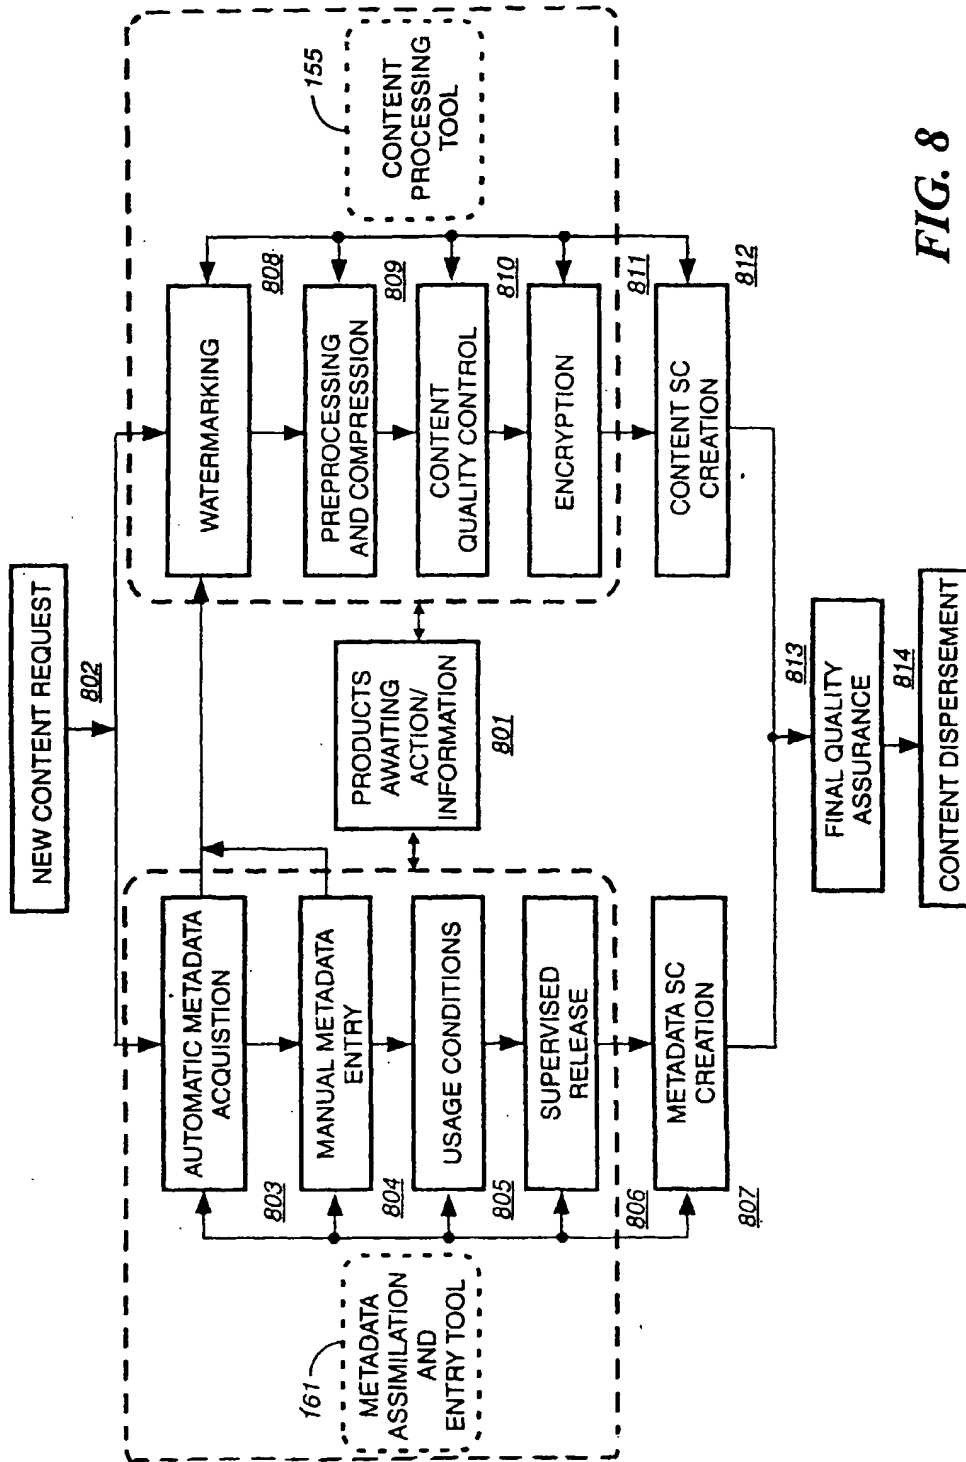 NEW CONTENT REQUEST
802
METADATA
ASSIMILATION
AND
ENTRY TOOL
161
AUTOMATIC METADATA
ACQUISTION
803
MANUAL METADATA
ENTRY
804
USAGE CONDITIONS
805
SUPERVISED
RELEASE
806
METADATA SC
CREATION
807
PRODUCTS
AWAITING
ACTION/
INFORMATION
801
WATERMARKING
808
PREPROCESSING
AND COMPRESSION
809
CONTENT
QUALITY CONTROL
810
ENCRYPTION
811
CONTENT SC
CREATION
812
155
CONTENT
PROCESSING
TOOL
813
FINAL QUALITY
ASSURANCE
814
CONTENT DISPERSEMENT
FIG. 8